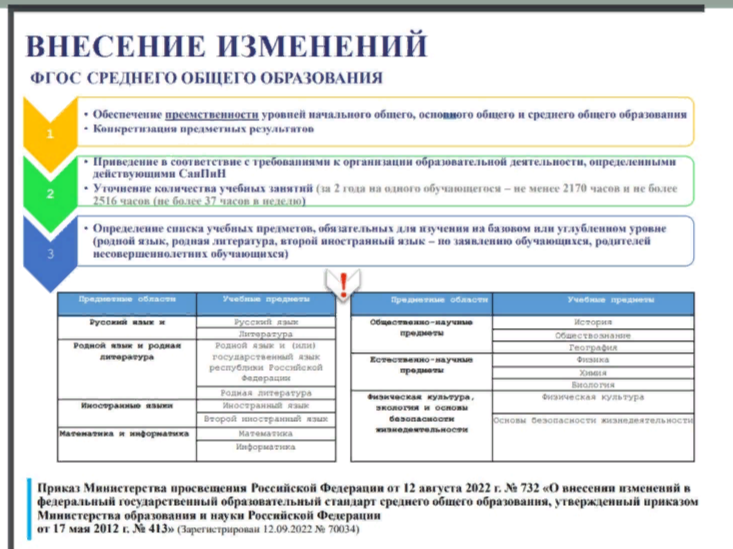 ВНЕСЕНИЕ ИЗМЕНЕНИЙ
ФГОС СРЕДНЕГО ОБЩЕГО ОБРАЗОВАНИЯ
1
• Обеспечение преемственности уровней начального общего, основного общего и среднего общего образования
• Конкретизация предметных результатов
2
• Приведение в соответствие с требованиями к организации образовательной деятельности, определенными
действующими СанПиН
• Уточнение количества учебных занятий (за 2 года на одного обучающегося – не менее 2170 часов и не более
2516 часов (не более 37 часов в неделю)
3
• Определение списка учебных предметов, обязательных для изучения на базовом или углубленном уровне
(родной язык, родная литература, второй иностранный язык – по заявлению обучающихся, родителей
несовершеннолетних обучающихся)
!
Предметные области
Учебные предметы
Русский язык и
Русский язык
Литература
Родной язык и родная
литература
Родной язык и (или)
государственный язык
республики Российской
Федерации
Родная литература
Иностранные языки
Иностранный язык
Второй иностранный язык
Математика и информатика
Математика
Информатика
Предметные области
Учебные предметы
Общественно-научные
предметы
История
Обществознание
География
Естественно-научные
предметы
Физика
Химия
Биология
Физическая культура,
экология и основы
безопасности
жизнедеятельности
Физическая культура
Основы безопасности жизнедеятельности
Приказ Министерства просвещения Российской Федерации от 12 августа 2022 г. № 732 «О внесении изменений в
федеральный государственный образовательный стандарт среднего общего образования, утвержденный приказом
Министерства образования и науки Российской Федерации
от 17 мая 2012 г. № 413» (Зарегистрирован 12.09.2022 № 70034)